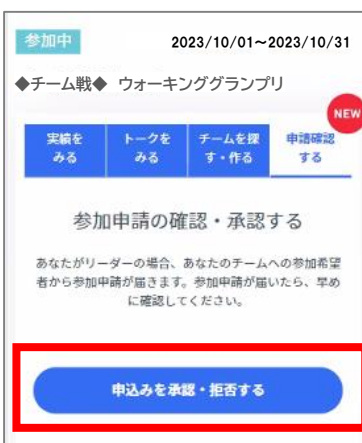 参加中
2023/10/01~2023/10/31
◆チーム戦◆ ウォーキンググランプリ
NEW
実績を
みる
トークを
みる
チームを探
す・作る
申請確認
する
参加申請の確認・承認する
あなたがリーダーの場合、あなたのチームへの参加希望
者から参加申請が届きます。参加申請が届いたら、早め
に確認してください。
申込みを承認・拒否する